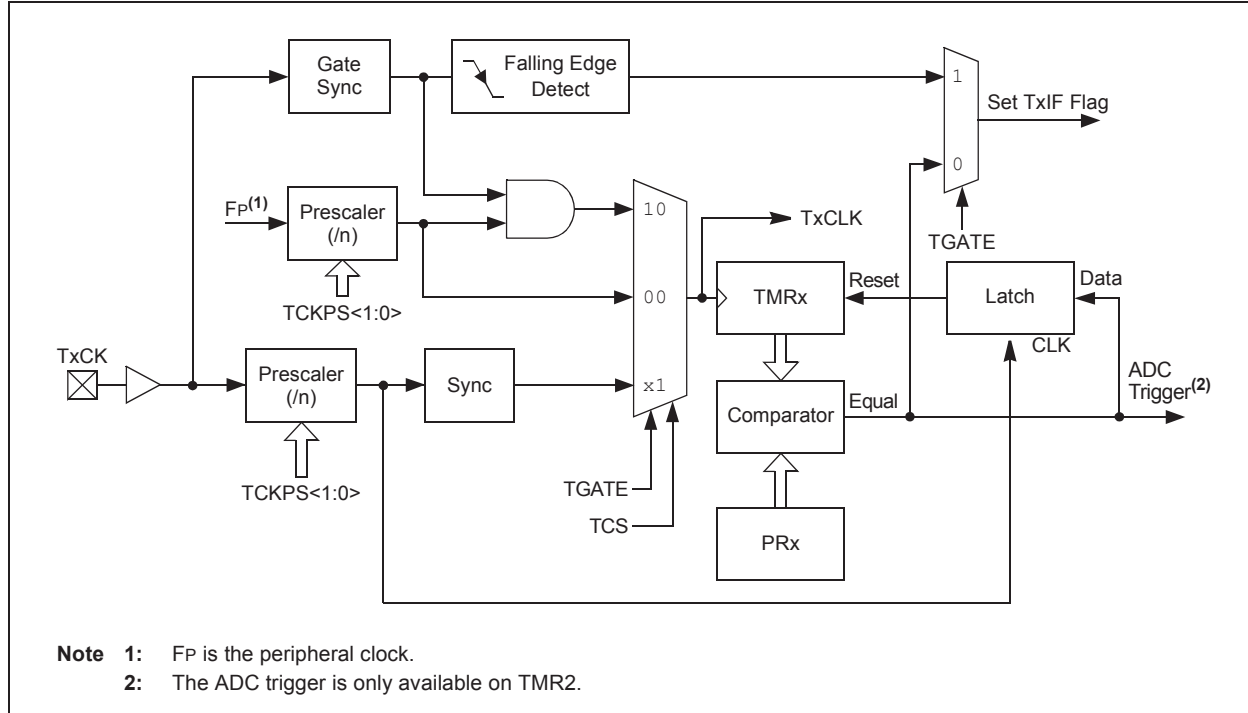 Gate
Sync
Falling Edge
Detect
1
Set TxIF Flag
0
FP(1)
Prescaler
(/n)
10
TxCLK
TGATE
TCKPS<1:0>
00
TMRx
Reset
Latch
Data
CLK
TxCK
Prescaler
(/n)
Sync
x1
Comparator
Equal
ADC
Trigger(2)
TCKPS<1:0>
TGATE
TCS
PRx
Note 1: FP is the peripheral clock.
2: The ADC trigger is only available on TMR2.